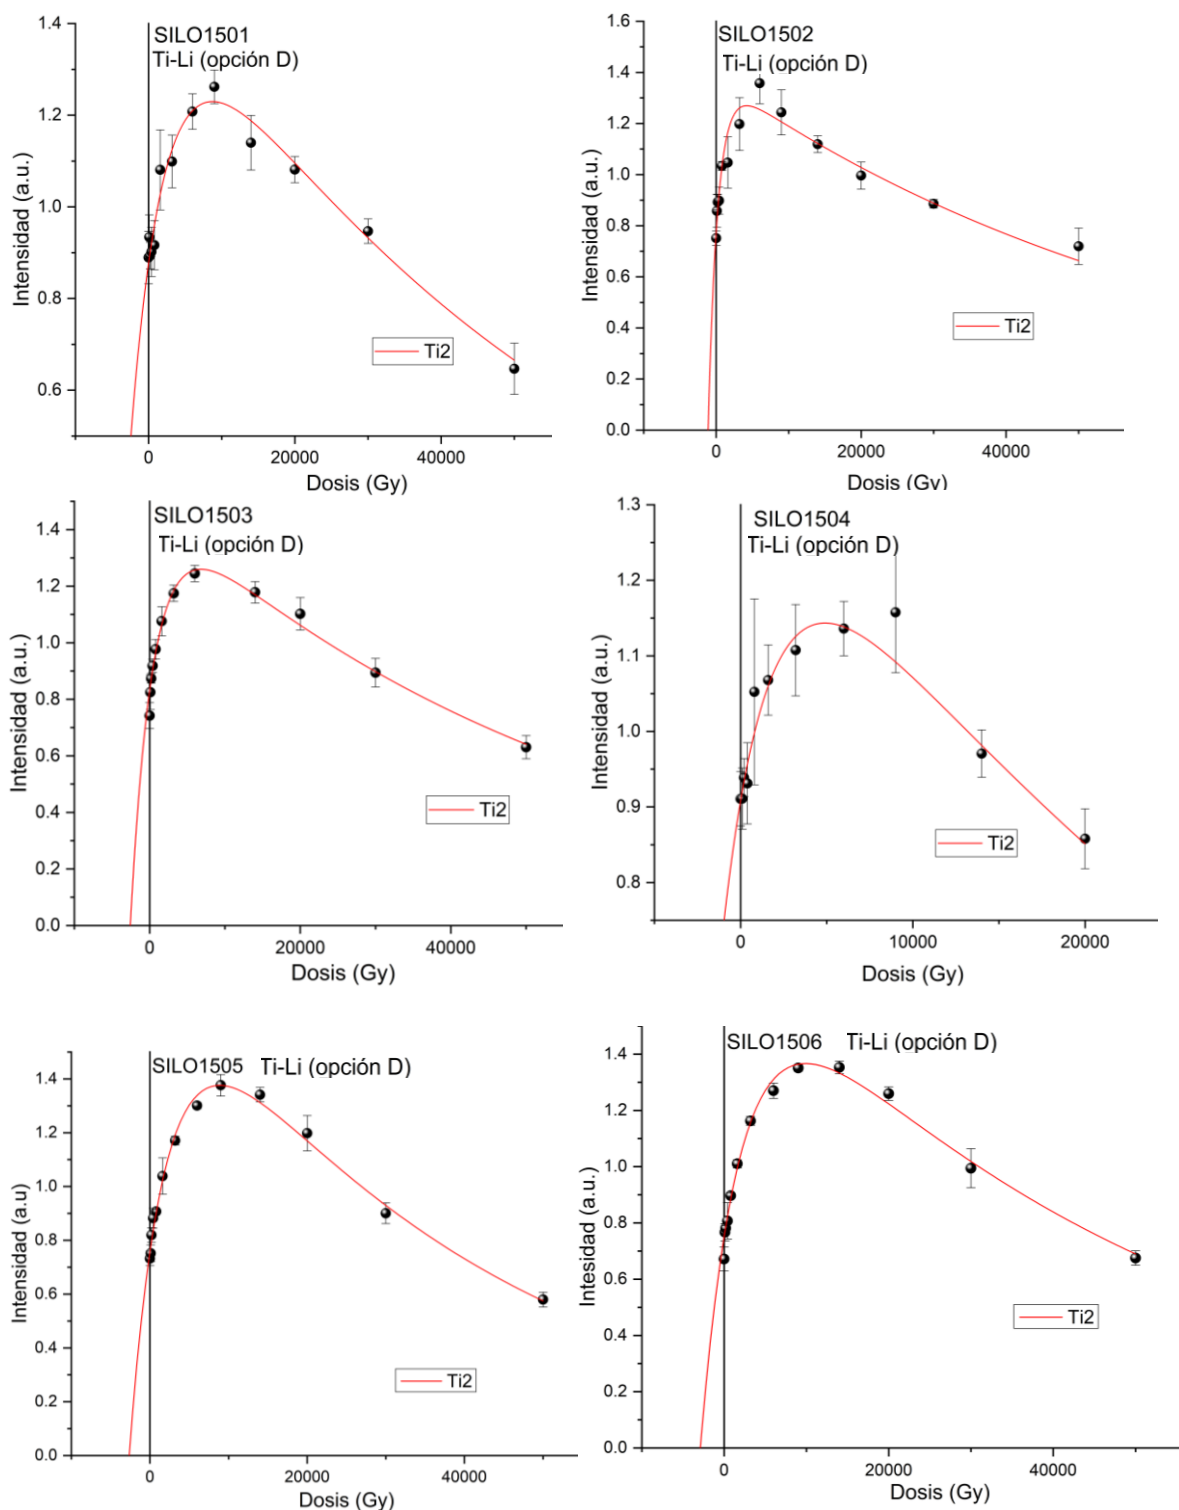 SILO1501
Ti-Li (opción D)
Intensidad (a.u.)
1.4
1.2
1.0
0.8
0.6
Ti2
0
20000
40000
Dosis (Gy)
SILO1502
Ti-Li (opción D)
Intensidad (a.u.)
1.6
1.4
1.2
1.0
0.8
0.6
0.4
0.2
0.0
Ti2
0
20000
40000
Dosis (Gy)
SILO1503
Ti-Li (opción D)
Intensidad (a.u.)
1.4
1.2
1.0
0.8
0.6
0.4
0.2
0.0
Ti2
0
20000
40000
Dosis (Gy)
SILO1504
Ti-Li (opción D)
Intensidad (a.u.)
1.3
1.2
1.1
1.0
0.9
0.8
Ti2
0
10000
20000
Dosis (Gy)
SILO1505 Ti-Li (opción D)
Intensidad (a.u)
1.4
1.2
1.0
0.8
0.6
0.4
0.2
0.0
Ti2
0
20000
40000
Dosis (Gy)
SILO1506 Ti-Li (opción D)
Intesidad (a.u.)
1.4
1.2
1.0
0.8
0.6
0.4
0.2
0.0
Ti2
0
20000
40000
Dosis (Gy)